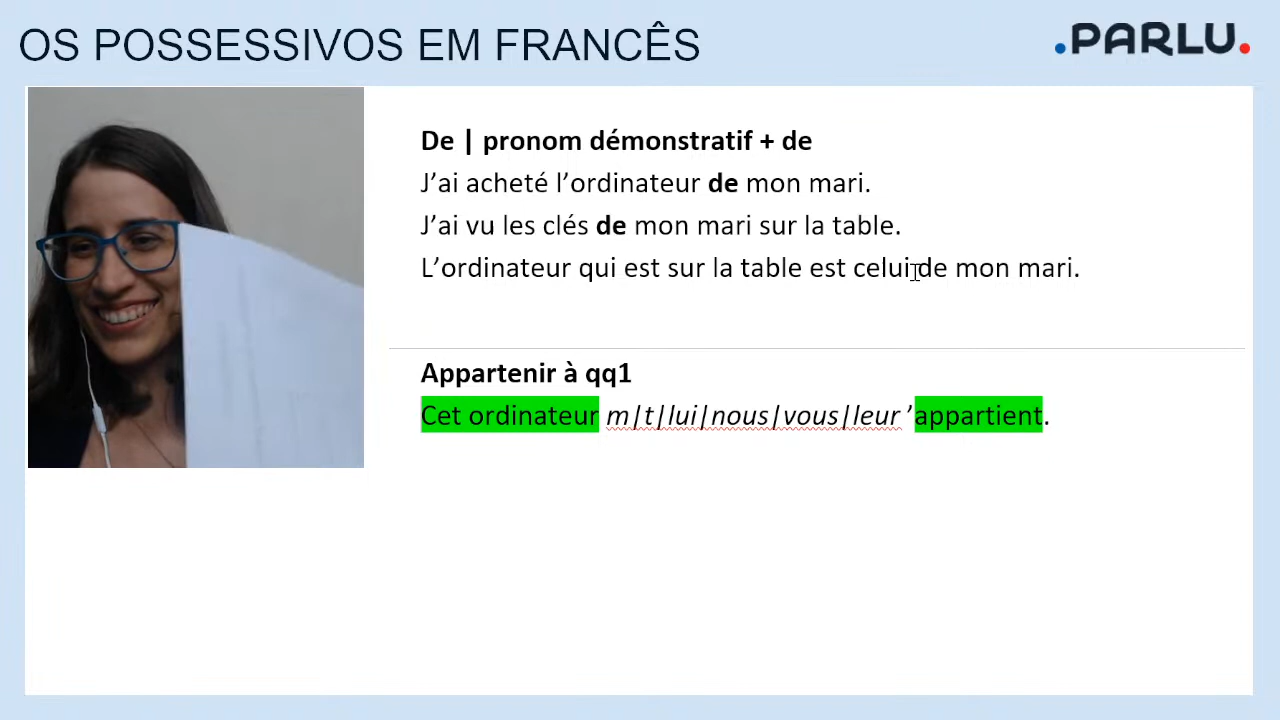 OS POSSESSIVOS EM FRANCÊS
.PARLU.
De | pronom démonstratif + de
J’ai acheté l’ordinateur de mon mari.
J’ai vu les clés de mon mari sur la table.
L’ordinateur qui est sur la table est celui de mon mari.
Appartenir à qq1
Cet ordinateur m|t|lui|nous|vous|leur ’appartient.